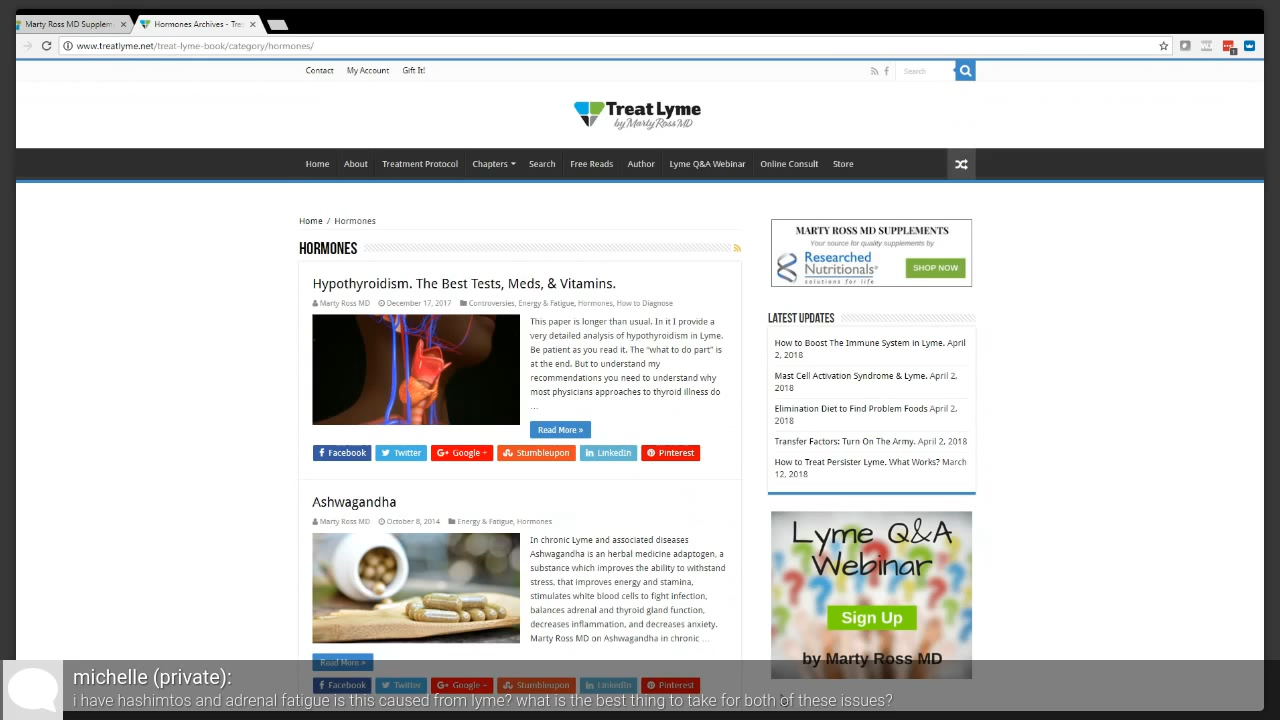 Marty Ross MD Supplem
Hormones Archives - Tre
www.treatlyme.net/treat-lyme-book/category/hormones/
Contact My Account Gift It! Search
Treat Lyme
by Marty Ross MD
Home About Treatment Protocol Chapters Search Free Reads Author Lyme Q&A Webinar Online Consult Store
Home / Hormones
HORMONES
Hypothyroidism. The Best Tests, Meds, & Vitamins.
Marty Ross MD December 17, 2017 Controversies, Energy & Fatigue, Hormones, How to Diagnose
This paper is longer than usual. In it I provide a
very detailed analysis of hypothyroidism in Lyme.
Be patient as you read it. The "what to do part" is
at the end. But to understand my
recommendations you need to understand why
most physicians approaches to thyroid illness do
...
Read More »
Facebook Twitter Google + Stumbleupon LinkedIn Pinterest
Ashwagandha
Marty Ross MD October 8, 2014 Energy & Fatigue, Hormones
In chronic Lyme and associated diseases
Ashwagandha is an herbal medicine adaptogen, a
substance which improves the ability to withstand
stress, that improves energy and stamina,
stimulates white blood cells to fight infection,
balances adrenal and thyroid gland function,
decreases inflammation, and decreases anxiety.
Marty Ross MD on Ashwagandha in chronic ...
Read More »
Facebook Twitter Google + Stumbleupon LinkedIn Pinterest
MARTY ROSS MD SUPPLEMENTS
Your source for quality supplements by
Researched
Nutritionals
solutions for life
SHOP NOW
LATEST UPDATES
How to Boost The Immune System in Lyme. April
2, 2018
Mast Cell Activation Syndrome & Lyme. April 2,
2018
Elimination Diet to Find Problem Foods April 2,
2018
Transfer Factors: Turn On The Army. April 2, 2018
How to Treat Persister Lyme. What Works? March
12, 2018
Lyme Q&A
Webinar
Sign Up
by Marty Ross MD
michelle (private):
i have hashimtos and adrenal fatigue is this caused from lyme? what is the best thing to take for both of these issues?